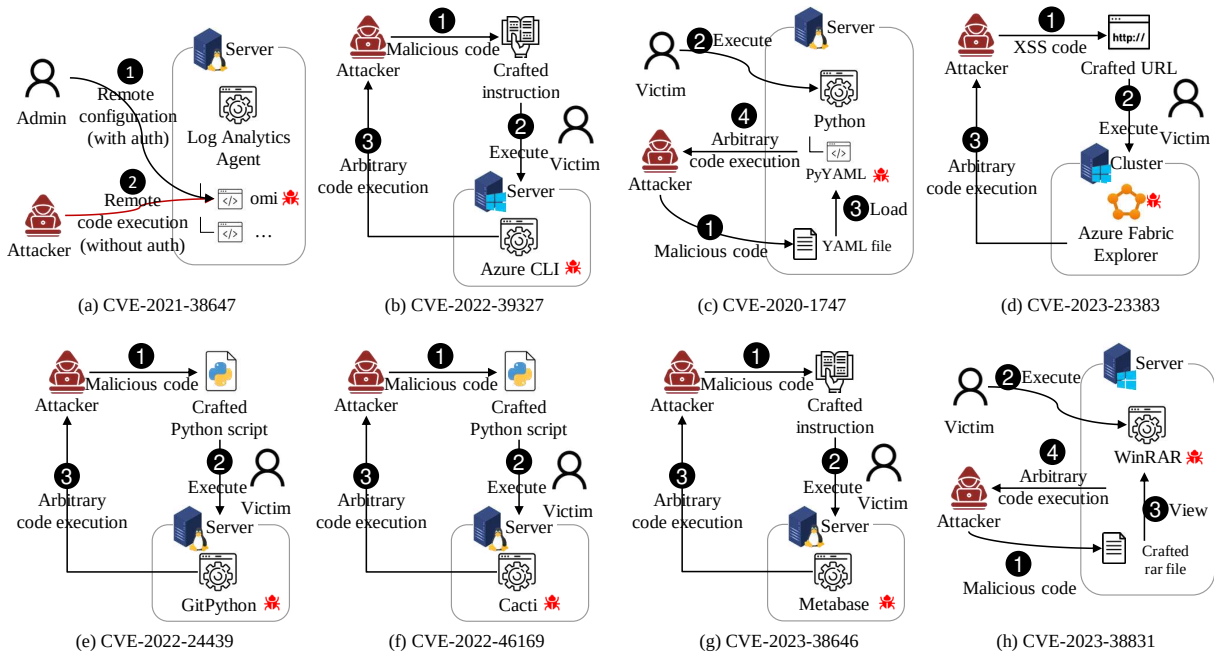 Server
1
Admin
Remote
configuration
(with auth)
Log Analytics
Agent
2
Remote
code execution
(without auth)
Attacker
</> omi
</> ...
(a) CVE-2021-38647
1
Malicious code
Attacker
Crafted
instruction
2
Execute
Victim
3
Arbitrary
code execution
Server
Azure CLI
(b) CVE-2022-39327
Server
2 Execute
Victim
Python
4
Arbitrary
code execution
</>
PyYAML
Attacker
3 Load
1
Malicious code
YAML file
(c) CVE-2020-1747
1
XSS code
http://
Attacker
Crafted URL
2
Execute
Victim
3
Arbitrary
code execution
Cluster
Azure Fabric
Explorer
(d) CVE-2023-23383
1
Malicious code
Attacker
Crafted
Python script
2
Execute
Victim
3
Arbitrary
code execution
Server
GitPython
(e) CVE-2022-24439
1
Malicious code
Attacker
Crafted
Python script
2
Execute
Victim
3
Arbitrary
code execution
Server
Cacti
(f) CVE-2022-46169
1
Malicious code
Attacker
Crafted
instruction
2
Execute
Victim
3
Arbitrary
code execution
Server
Metabase
(g) CVE-2023-38646
Server
2 Execute
Victim
WinRAR
4
Arbitrary
code execution
Attacker
3 View
1
Malicious code
Crafted
rar file
(h) CVE-2023-38831